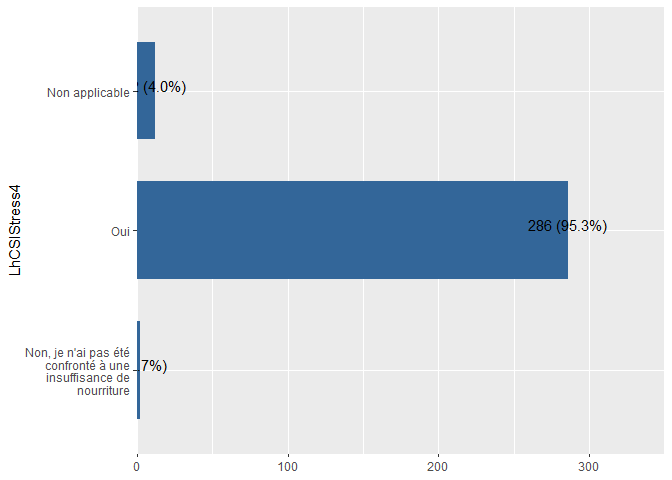 LhCSIStress4
Non applicable
(4.0%)
Oui
286 (95.3%)
Non, je n'ai pas été
confronté à une
insuffisance de
nourriture
7%)
0
100
200
300